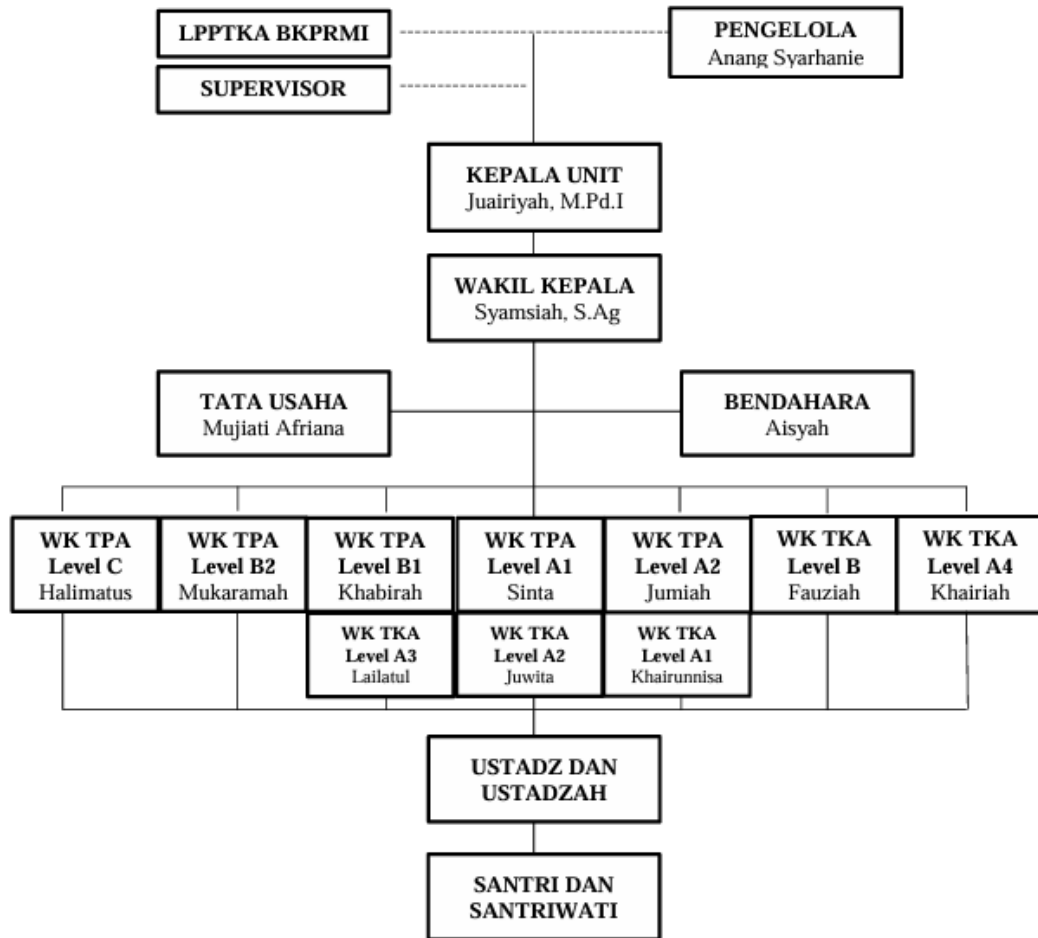 LPPTKA BKPRMI
PENGELOLA
Anang Syarhanie
SUPERVISOR
KEPALA UNIT
Juairiyah, M.Pd.I
WAKIL KEPALA
Syamsiah, S.Ag
TATA USAHA
Mujiati Afriana
BENDAHARA
Aisyah
WK TPA
Level C
Halimatus
WK TPA
Level B2
Mukaramah
WK TPA
Level B1
Khabirah
WK TPA
Level A1
Sinta
WK TPA
Level A2
Jumiah
WK TKA
Level B
Fauziah
WK TKA
Level A4
Khairiah
WK TKA
Level A3
Lailatul
WK TKA
Level A2
Juwita
WK TKA
Level A1
Khairunnisa
USTADZ DAN
USTADZAH
SANTRI DAN
SANTRIWATI